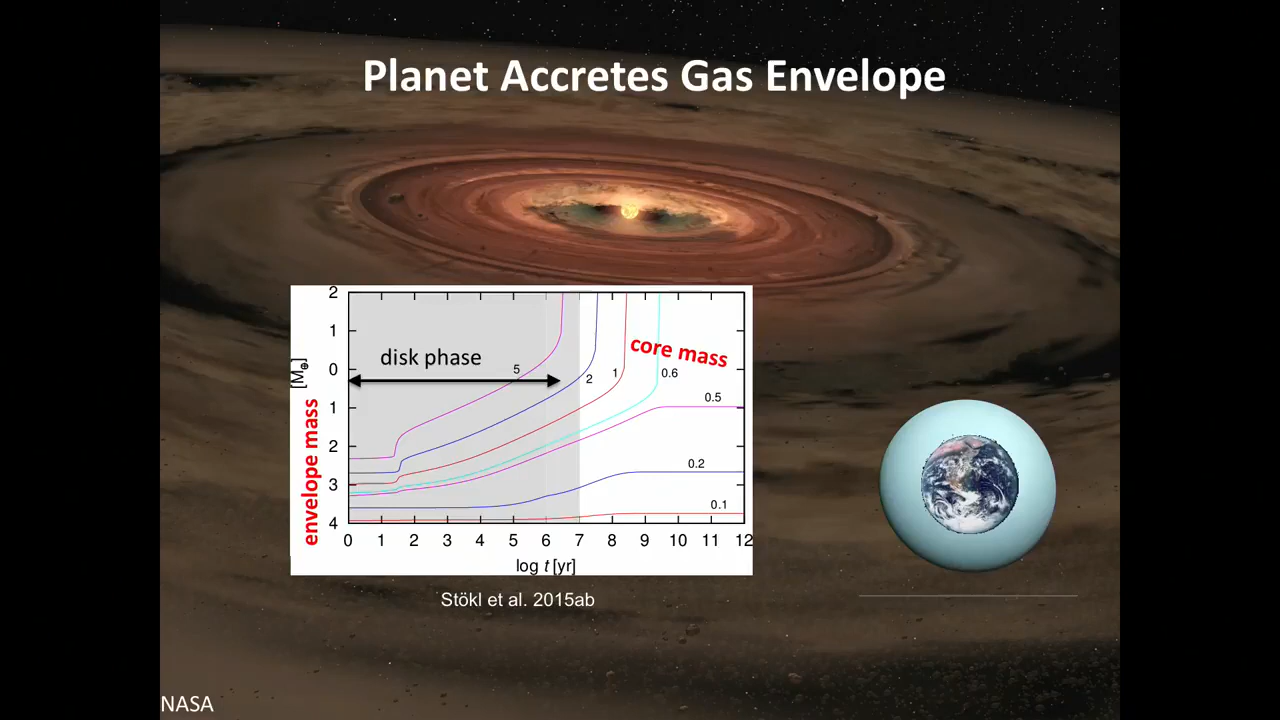 Planet Accretes Gas Envelope
2
1
0
1
2
3
4
[M⊕]
envelope mass
disk phase
core mass
5
2
1
0.6
0.5
0.2
0.1
0 1 2 3 4 5 6 7 8 9 10 11 12
log t [yr]
Stökl et al. 2015ab
NASA